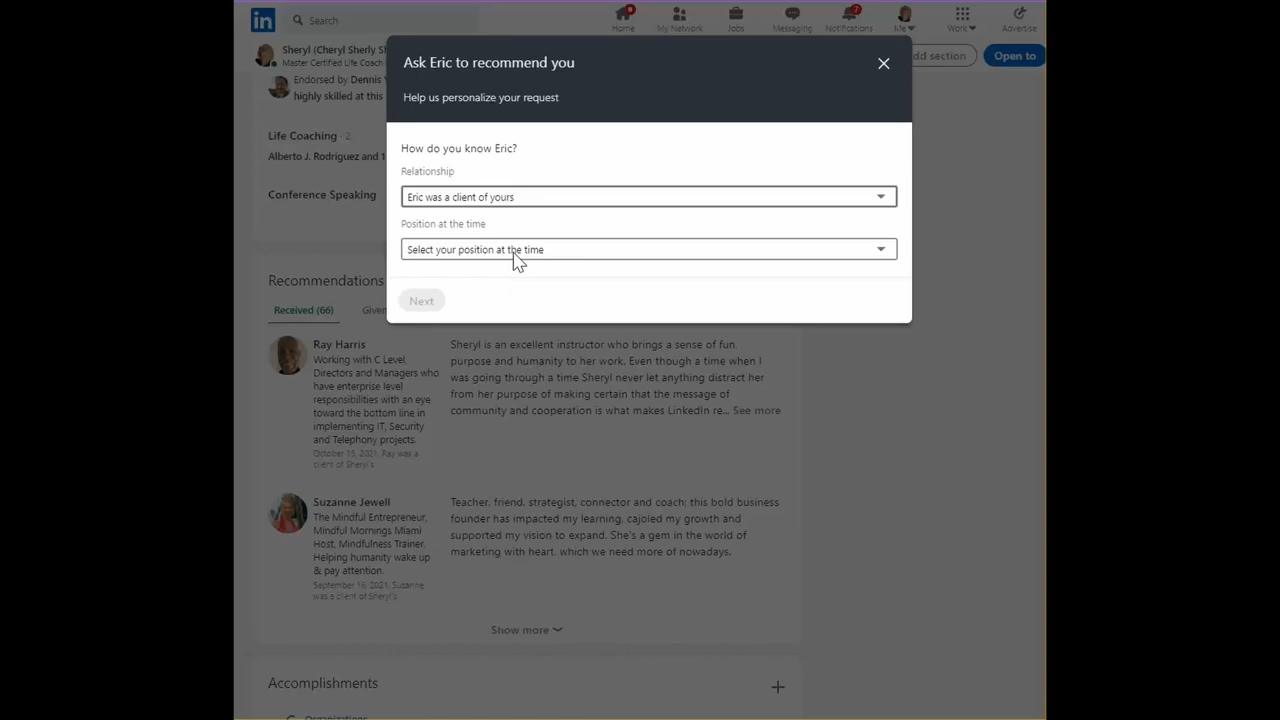 in
Search
Home
My Network
Jobs
Messaging
7
Notifications
Me
Work
Advertise
Sheryl (Cheryl Sherly Sh
Master Certified Life Coach
dd section
Open to
Endorsed by Dennis
highly skilled at this
Life Coaching · 2
Alberto J. Rodriguez and 1
Conference Speaking
Ask Eric to recommend you
Help us personalize your request
How do you know Eric?
Relationship
Eric was a client of yours
Position at the time
Select your position at the time
Next
Recommendations
Received (66)
Given
Ray Harris
Working with C Level,
Directors and Managers who
have enterprise level
responsibilities with an eye
toward the bottom line in
implementing IT, Security
and Telephony projects.
October 15, 2021, Ray was a
client of Sheryl's
Sheryl is an excellent instructor who brings a sense of fun,
purpose and humanity to her work. Even though a time when I
was going through a time Sheryl never let anything distract her
from her purpose of making certain that the message of
community and cooperation is what makes LinkedIn re... See more
Suzanne Jewell
The Mindful Entrepreneur,
Mindful Mornings Miami
Host, Mindfulness Trainer,
Helping humanity wake up
& pay attention.
September 16, 2021, Suzanne
was a client of Sheryl's
Teacher, friend, strategist, connector and coach; this bold business
founder has impacted my learning, cajoled my growth and
supported my vision to expand. She's a gem in the world of
marketing with heart, which we need more of nowadays.
Show more
Accomplishments
Organizations